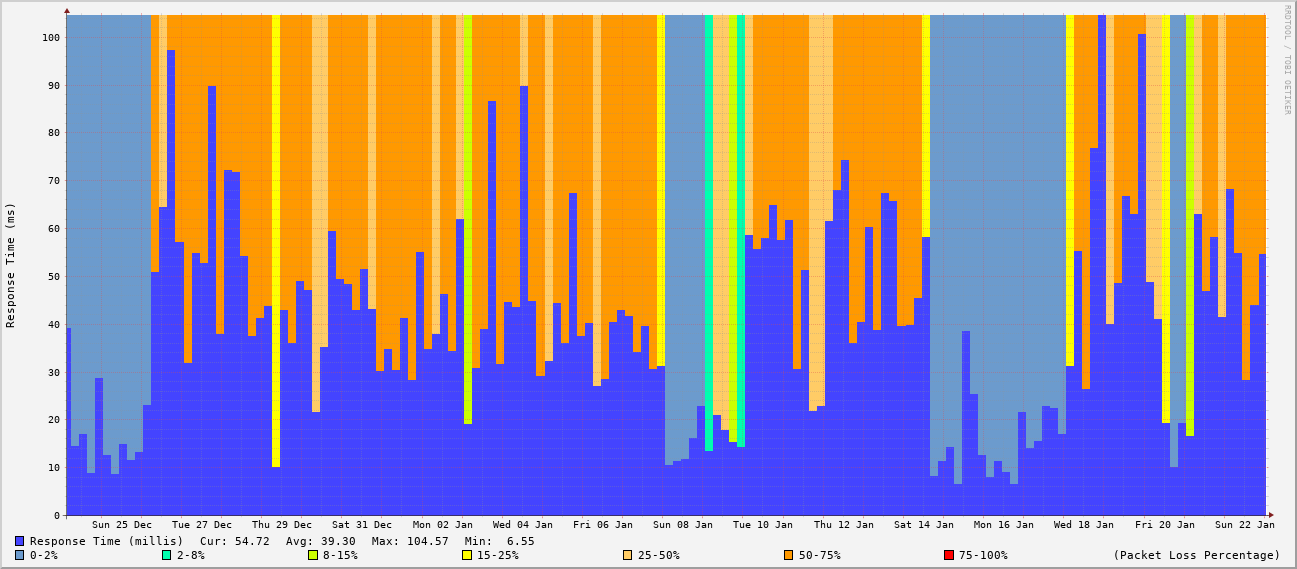 RRDTOOL / TOBI OETIKER
Response Time (ms)
100
90
80
70
60
50
40
30
20
10
0
Sun 25 Dec Tue 27 Dec Thu 29 Dec Sat 31 Dec Mon 02 Jan Wed 04 Jan Fri 06 Jan Sun 08 Jan Tue 10 Jan Thu 12 Jan Sat 14 Jan Mon 16 Jan Wed 18 Jan Fri 20 Jan Sun 22 Jan
Response Time (millis) Cur: 54.72 Avg: 39.30 Max: 104.57 Min: 6.55
0-2% 2-8% 8-15% 15-25% 25-50% 50-75% 75-100% (Packet Loss Percentage)